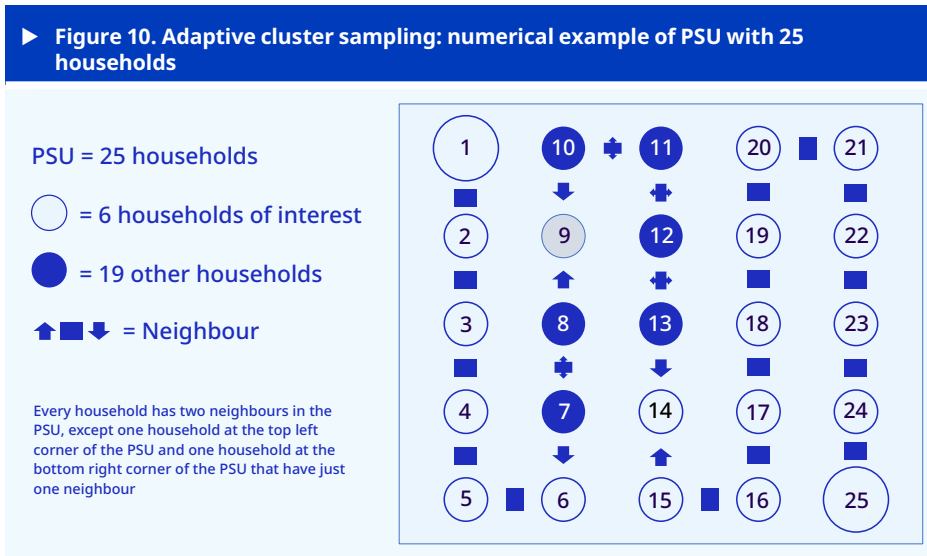 Figure 10. Adaptive cluster sampling: numerical example of PSU with 25
households
PSU = 25 households
= 6 households of interest
= 19 other households
= Neighbour
Every household has two neighbours in the
PSU, except one household at the top left
corner of the PSU and one household at the
bottom right corner of the PSU that have just
one neighbour
1 10 11 20 21
2 9 12 19 22
3 8 13 18 23
4 7 14 17 24
5 6 15 16 25